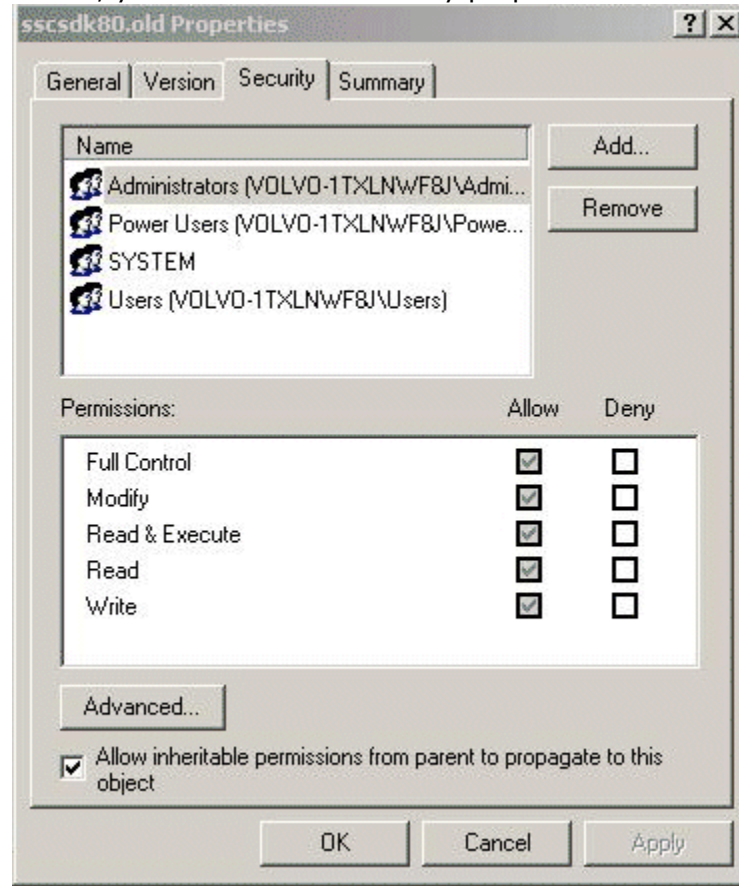 sscsdk80.old Properties
General Version Security Summary
Name
Add...
Administrators (VOLVO-1TXLNWF8J\Admi...
Remove
Power Users (VOLVO-1TXLNWF8J\Powe...
SYSTEM
Users (VOLVO-1TXLNWF8J\Users)
Permissions: Allow Deny
Full Control
Modify
Read & Execute
Read
Write
Advanced...
Allow inheritable permissions from parent to propagate to this
object
OK Cancel Apply